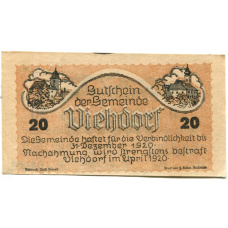 Gutschein
der Gemeinde
Viehdorf
20 20
Die Gemeinde haftet für die Verbindlichkeit bis
31. Dezember 1920.
Nachahmung wird strengstens bestraft
Viehdorf im April 1920